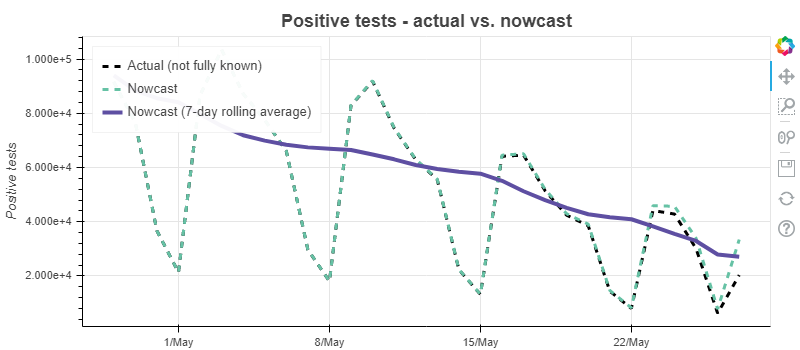 Positive tests - actual vs. nowcast
Positive tests
1.000e+5
8.000e+4
6.000e+4
4.000e+4
2.000e+4
Actual (not fully known)
Nowcast
Nowcast (7-day rolling average)
1/May
8/May
15/May
22/May